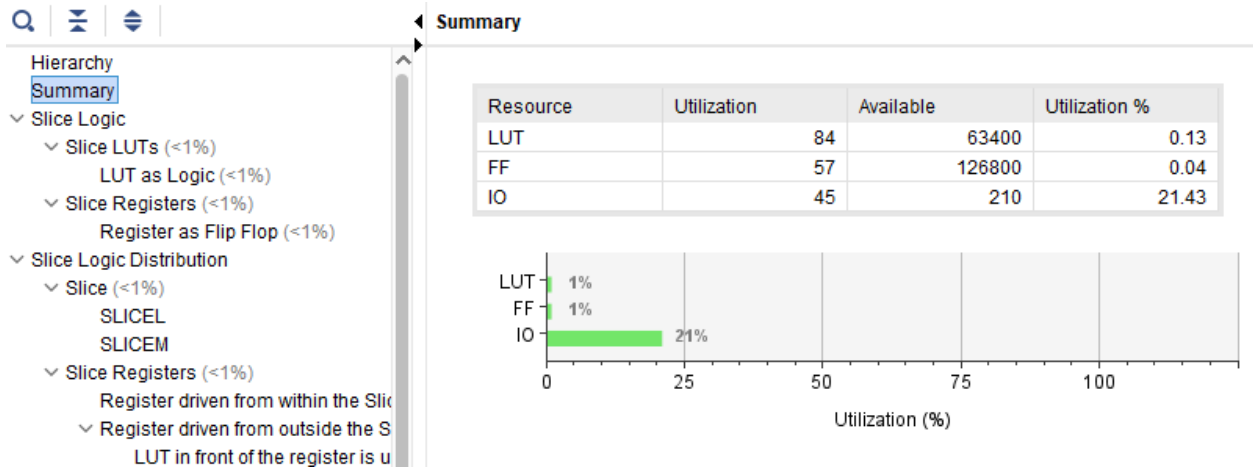 Hierarchy
Summary
Slice Logic
Slice LUTs (<1%)
LUT as Logic (<1%)
Slice Registers (<1%)
Register as Flip Flop (<1%)
Slice Logic Distribution
Slice (<1%)
SLICEL
SLICEM
Slice Registers (<1%)
Register driven from within the Slic
Register driven from outside the S
LUT in front of the register is u
Summary
Resource Utilization Available Utilization %
LUT 84 63400 0.13
FF 57 126800 0.04
IO 45 210 21.43
LUT 1%
FF 1%
IO 21%
0 25 50 75 100
Utilization (%)